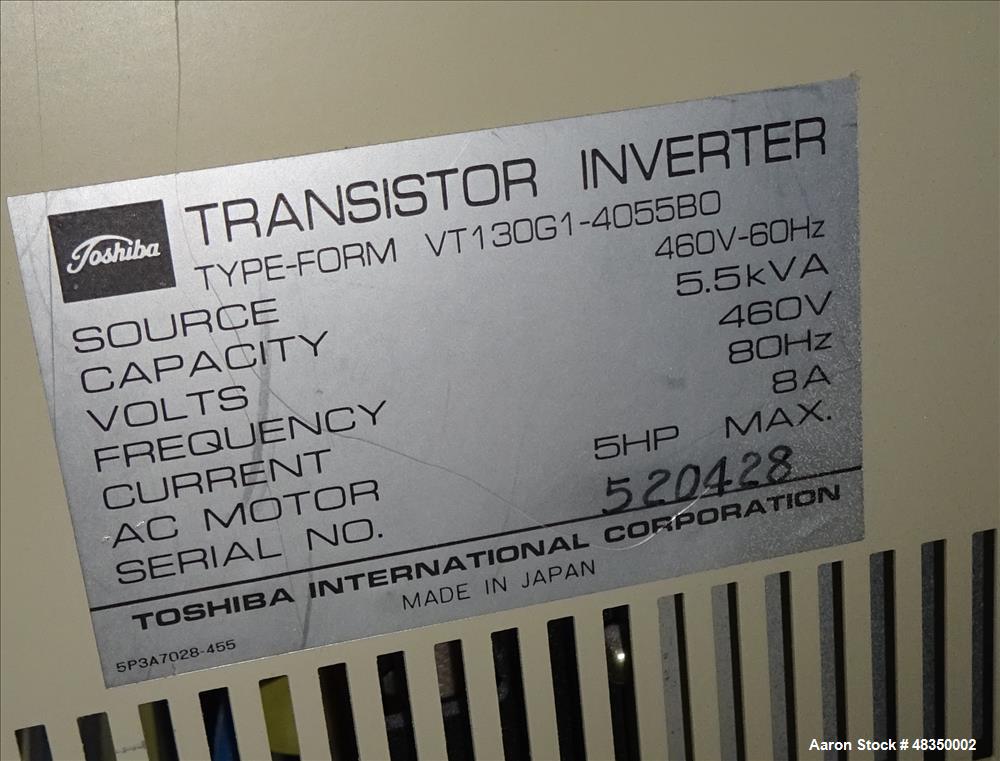 Toshiba
TRANSISTOR INVERTER
TYPE-FORM VT130G1-4055B0
SOURCE 460V-60Hz
CAPACITY 5.5kVA
VOLTS 460V
FREQUENCY 80Hz
CURRENT 8A
AC MOTOR 5HP MAX.
SERIAL NO. 520428
TOSHIBA INTERNATIONAL CORPORATION
MADE IN JAPAN
5P3A7028-455
Aaron Stock # 48350002